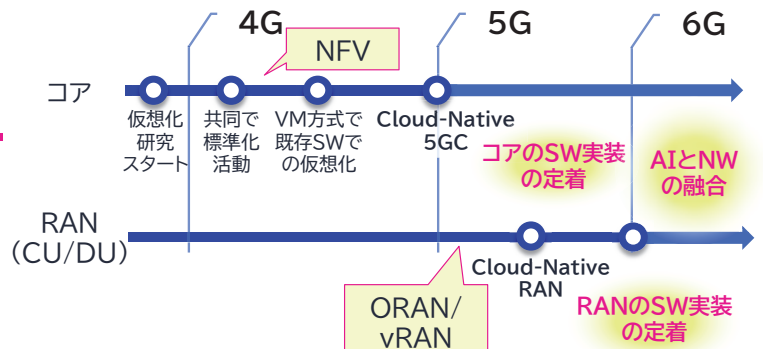 4G
5G
6G
NFV
コア
仮想化
研究
スタート
共同で
標準化
活動
VM方式で
既存SWで
の仮想化
Cloud-Native
5GC
コアのSW実装
の定着
AIとNW
の融合
RAN
(CU/DU)
Cloud-Native
RAN
ORAN/
vRAN
RANのSW実装
の定着